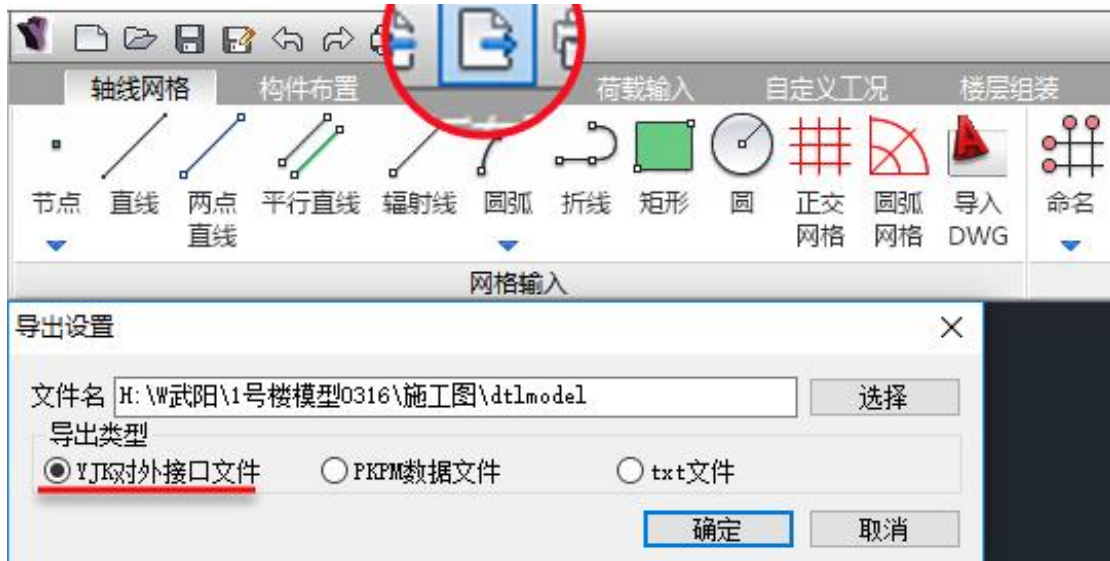 轴线网格 构件布置 荷载输入 自定义工况 楼层组装
节点 直线 两点 平行直线 辐射线 圆弧 折线 矩形 圆 正交 圆弧 导入 命名
直线 网格 网格 DWG
网格输入
导出设置
文件名 H:\W武阳\1号楼模型0316\施工图\dtlmodel 选择
导出类型
YJK对外接口文件 PKPM数据文件 txt文件
确定 取消